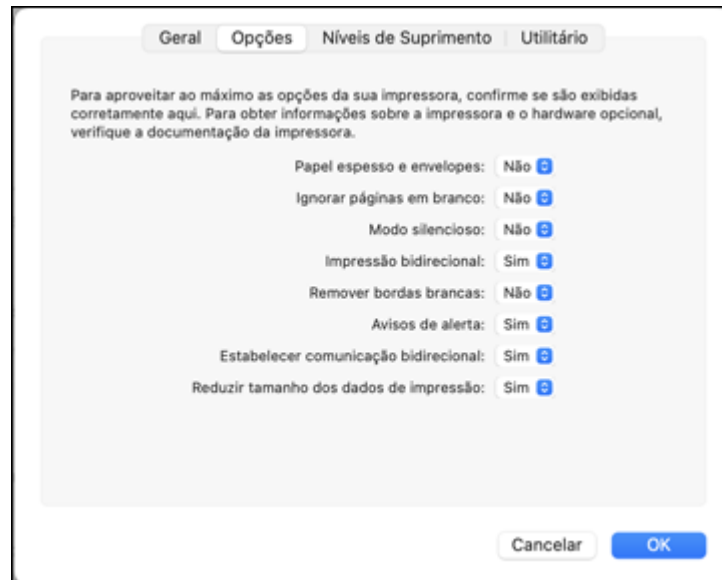 Geral Opções Níveis de Suprimento Utilitário
Para aproveitar ao máximo as opções da sua impressora, confirme se são exibidas
corretamente aqui. Para obter informações sobre a impressora e o hardware opcional,
verifique a documentação da impressora.
Papel espesso e envelopes: Não
Ignorar páginas em branco: Não
Modo silencioso: Não
Impressão bidirecional: Sim
Remover bordas brancas: Não
Avisos de alerta: Sim
Estabelecer comunicação bidirecional: Sim
Reduzir tamanho dos dados de impressão: Sim
Cancelar OK